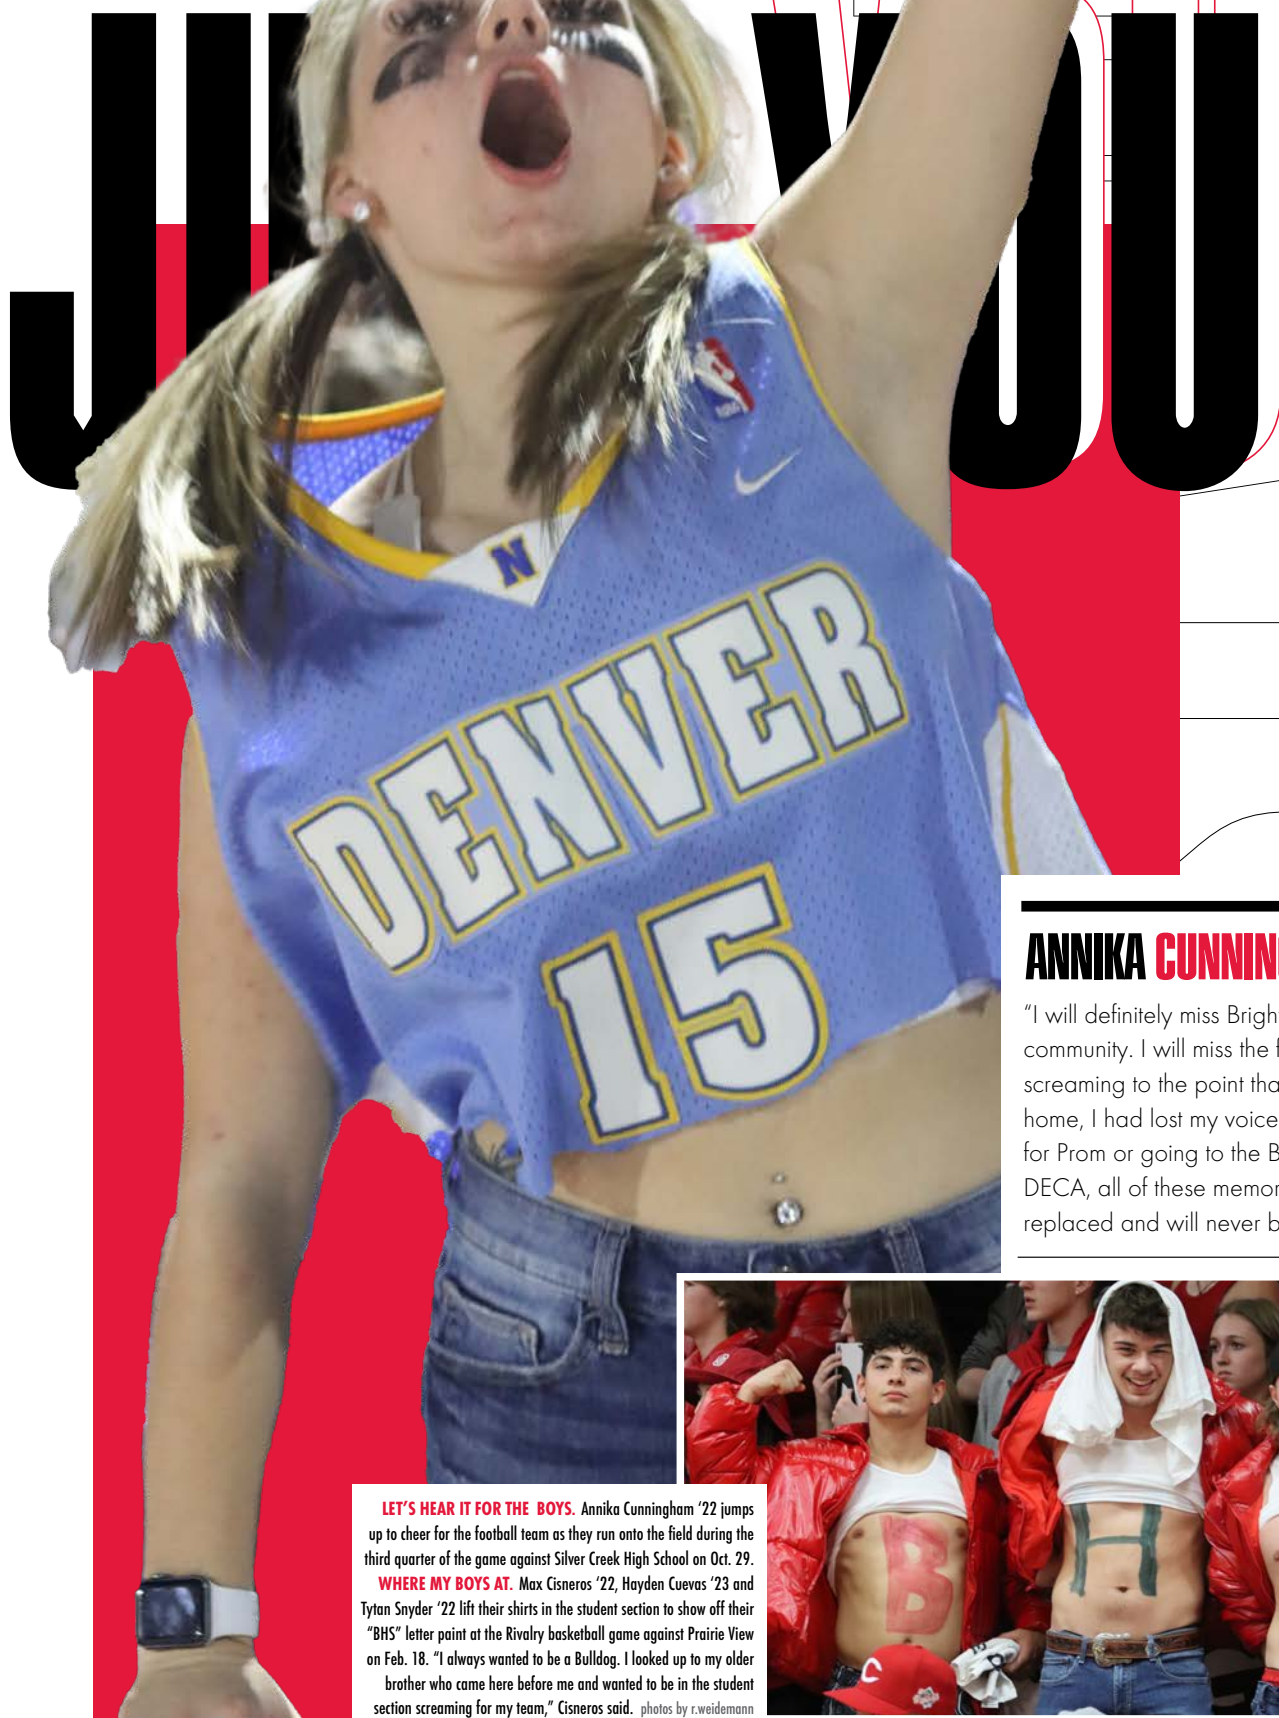 YOU
N
DENVER
15
ANNIKA
“I will definitely miss
community. I will miss the
screaming to the point
home, I had lost my voice
for Prom or going to the
DECA, all of these
replaced and will never
LET’S HEAR IT FOR THE BOYS. Annika Cunningham ‘22 jumps
up to cheer for the football team as they run onto the field during the
third quarter of the game against Silver Creek High School on Oct. 29.
WHERE MY BOYS AT. Max Cisneros ‘22, Hayden Cuevas ‘23 and
Tytan Snyder ‘22 lift their shirts in the student section to show off their
“BHS” letter paint at the Rivalry basketball game against Prairie View
on Feb. 18. “I always wanted to be a Bulldog. I looked up to my older
brother who came here before me and wanted to be in the student
section screaming for my team,” Cisneros said. photos by r.weidemann
B
H
C